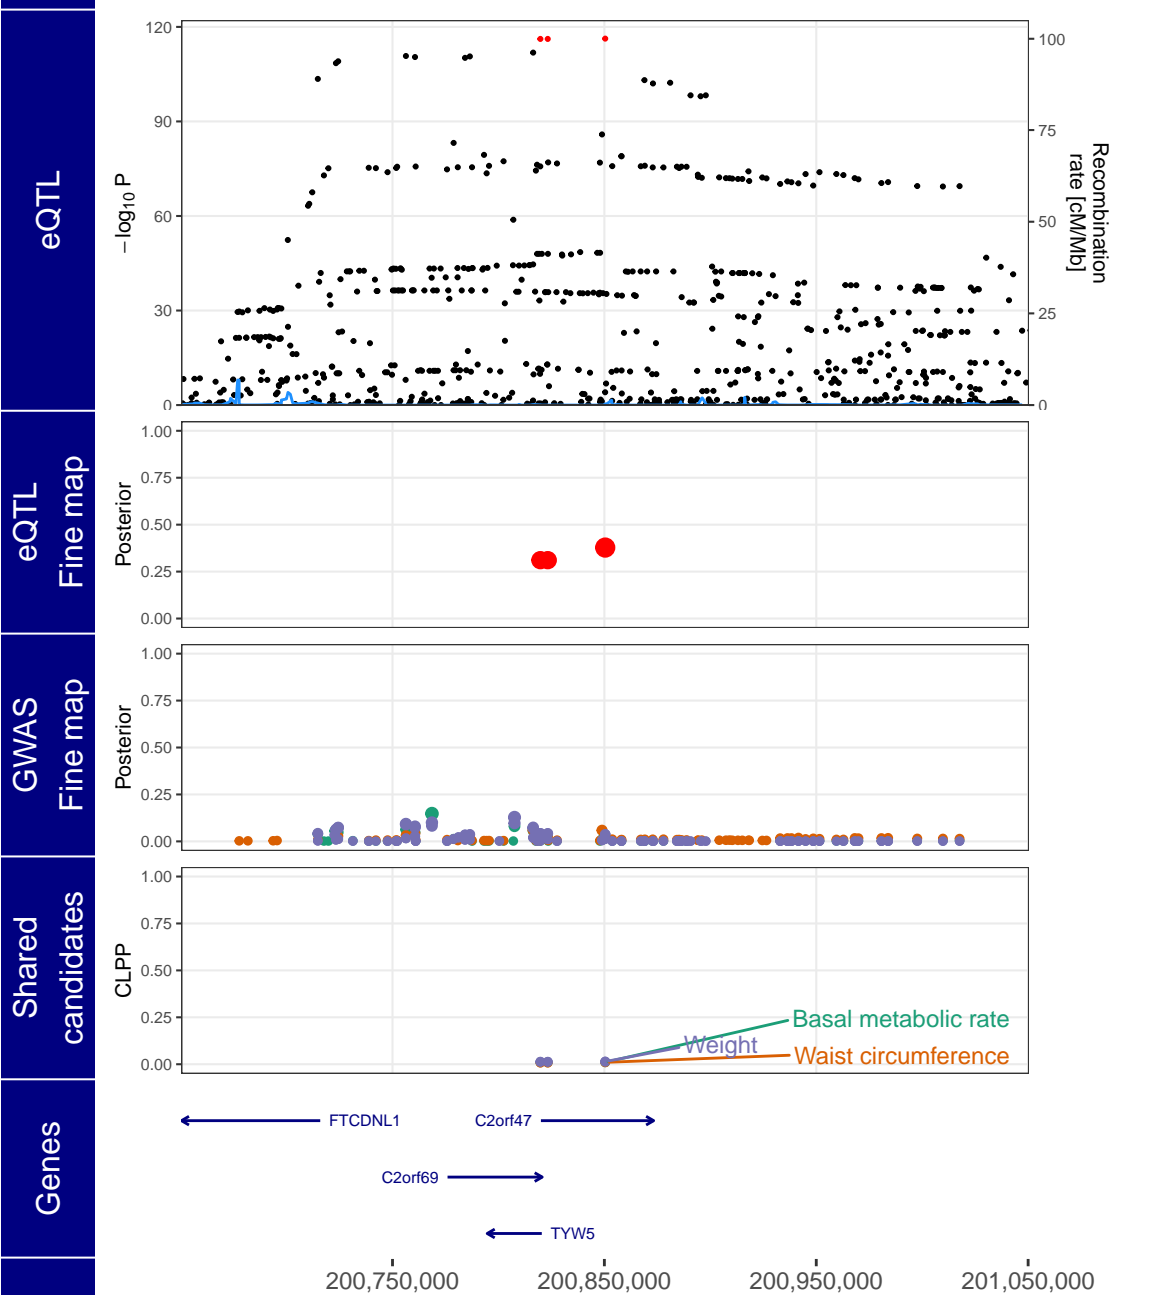 eQTL
−log10 P
120
90
60
30
0
100
75
50
25
0
Recombination
rate [cM/Mb]
eQTL
Fine map
Posterior
1.00
0.75
0.50
0.25
0.00
GWAS
Fine map
Posterior
1.00
0.75
0.50
0.25
0.00
Shared
candidates
CLPP
1.00
0.75
0.50
0.25
0.00
Basal metabolic rate
Weight
Waist circumference
Genes
FTCDNL1
C2orf47
C2orf69
TYW5
200,750,000
200,850,000
200,950,000
201,050,000